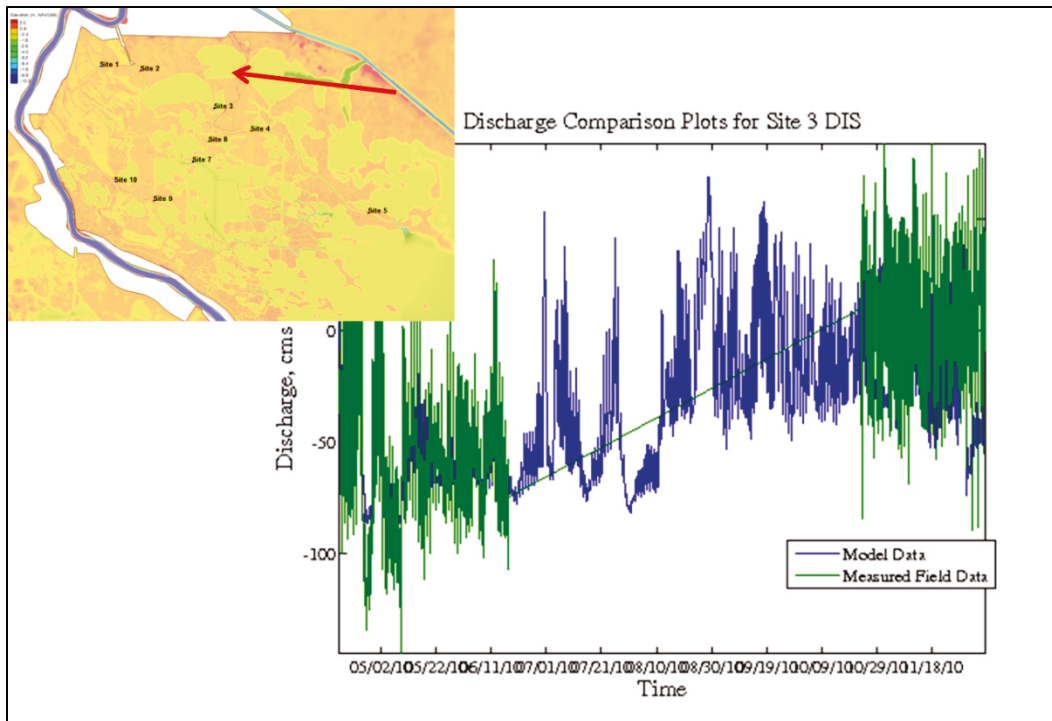 Elevation (m, NAVD88)
Site 1
Site 2
Site 3
Site 4
Site 8
Site 7
Site 10
Site 9
Site 5
Discharge Comparison Plots for Site 3 DIS
Discharge, cms
0
-50
-100
Model Data
Measured Field Data
05/02/10 05/22/10 06/11/10 07/01/10 07/21/10 08/10/10 08/30/10 09/19/10 10/09/10 10/29/10 11/18/10
Time